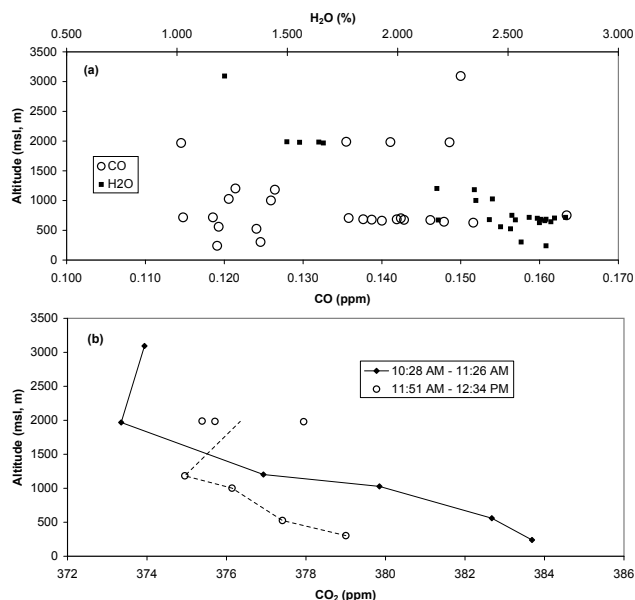 H₂O (%)
0.500 1.000 1.500 2.000 2.500 3.000
3500
3000
2500
2000
1500
1000
500
0
Altitude (msl, m)
(a)
CO
H2O
0.100 0.110 0.120 0.130 0.140 0.150 0.160 0.170
CO (ppm)
3500
3000
2500
2000
1500
1000
500
0
Altitude (msl, m)
(b)
10:28 AM - 11:26 AM
11:51 AM - 12:34 PM
372 374 376 378 380 382 384 386
CO₂ (ppm)